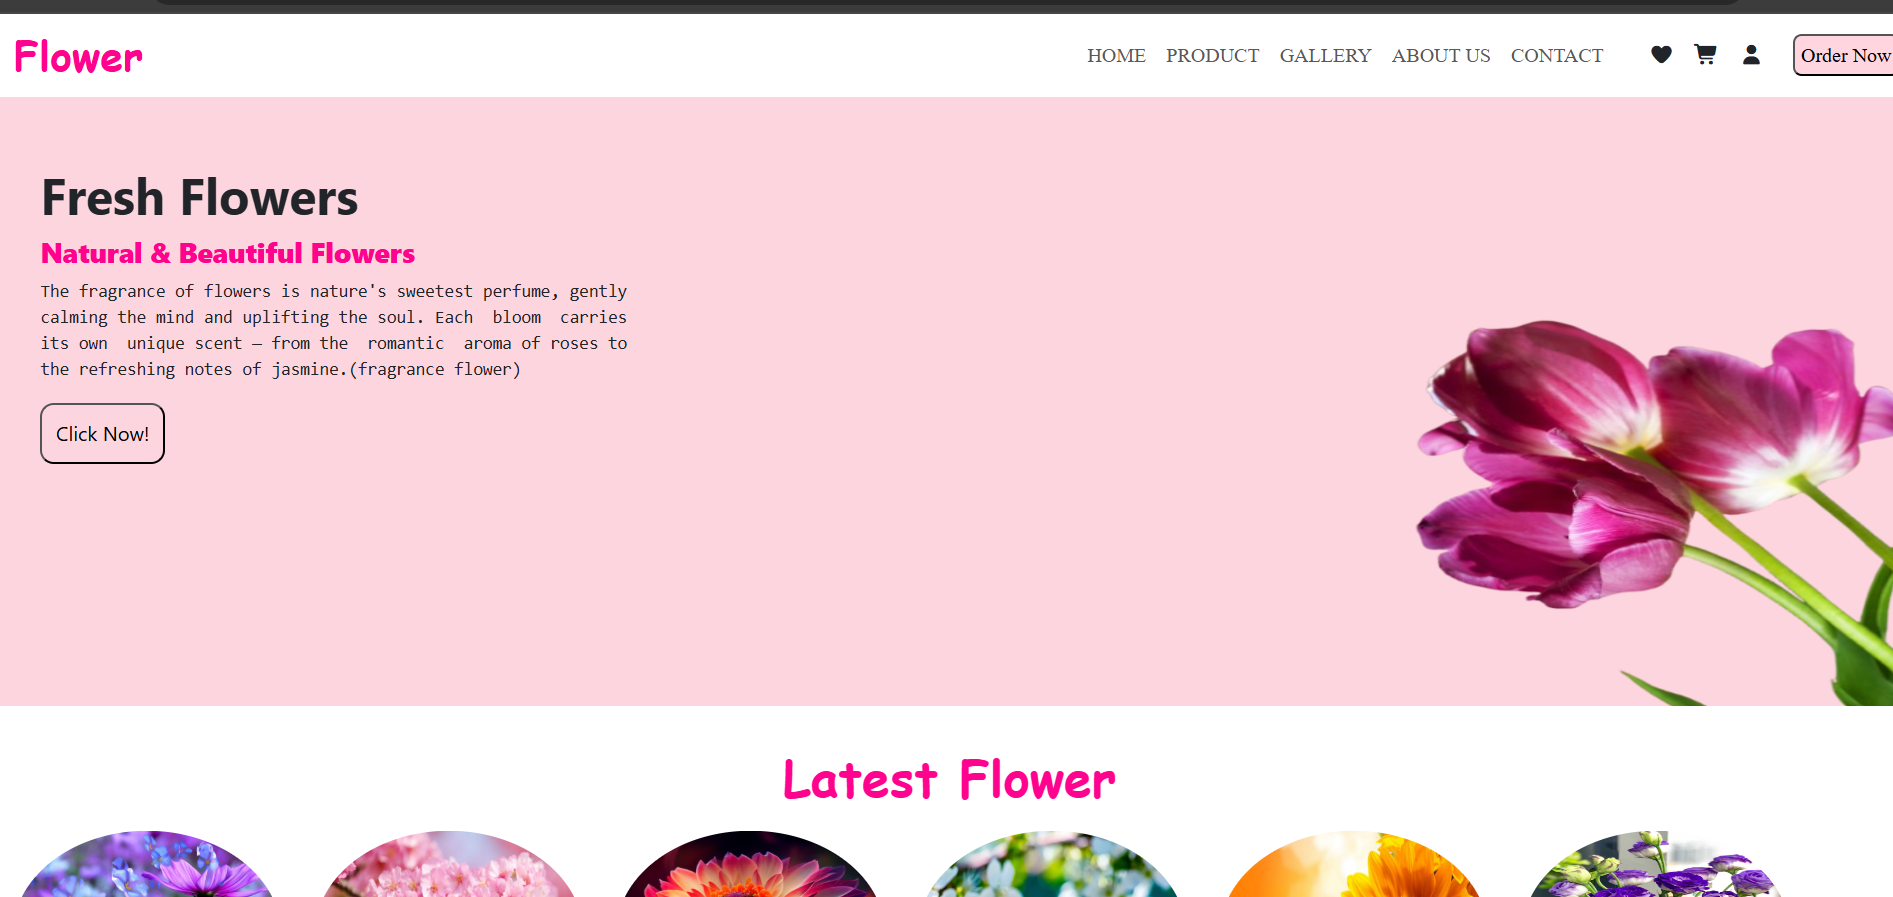 Flower
HOME PRODUCT GALLERY ABOUT US CONTACT
Order Now
Fresh Flowers
Natural & Beautiful Flowers
The fragrance of flowers is nature's sweetest perfume, gently
calming the mind and uplifting the soul. Each bloom carries
its own unique scent — from the romantic aroma of roses to
the refreshing notes of jasmine.(fragrance flower)
Click Now!
Latest Flower